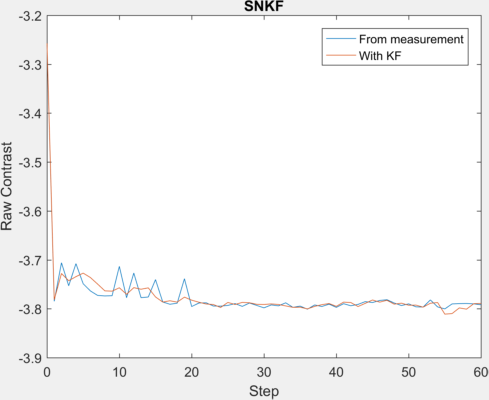 SNKF
From measurement
With KF
Raw Contrast
-3.2
-3.3
-3.4
-3.5
-3.6
-3.7
-3.8
-3.9
0 10 20 30 40 50 60
Step